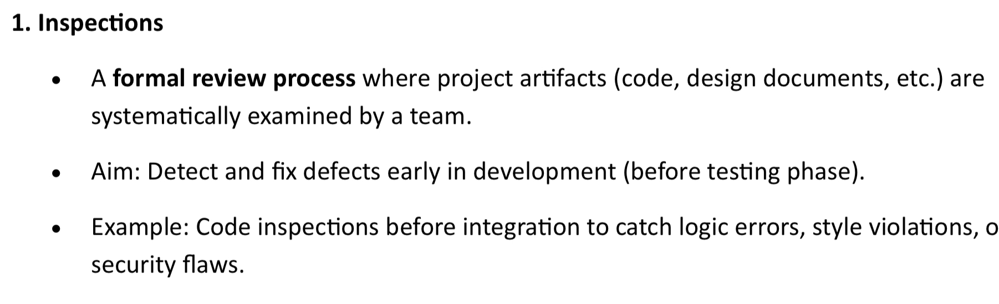 1. Inspections
• A formal review process where project artifacts (code, design documents, etc.) are
systematically examined by a team.
• Aim: Detect and fix defects early in development (before testing phase).
• Example: Code inspections before integration to catch logic errors, style violations, o
security flaws.